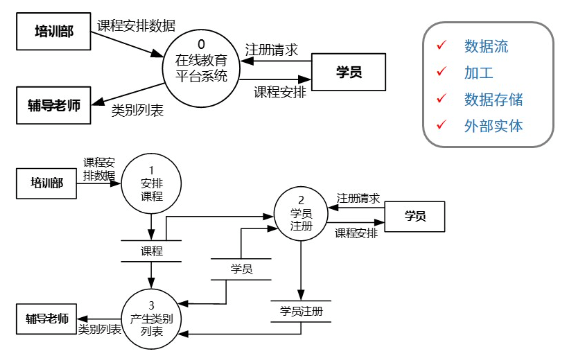 培训部
课程安排数据
0
在线教育
平台系统
注册请求
学员
课程安排
辅导老师
类别列表
数据流
加工
数据存储
外部实体
培训部
课程安
排数据
1
安排
课程
2
学员
注册
注册请求
学员
课程安排
课程
学员
学员注册
辅导老师
类别列表
3
产生类别
列表